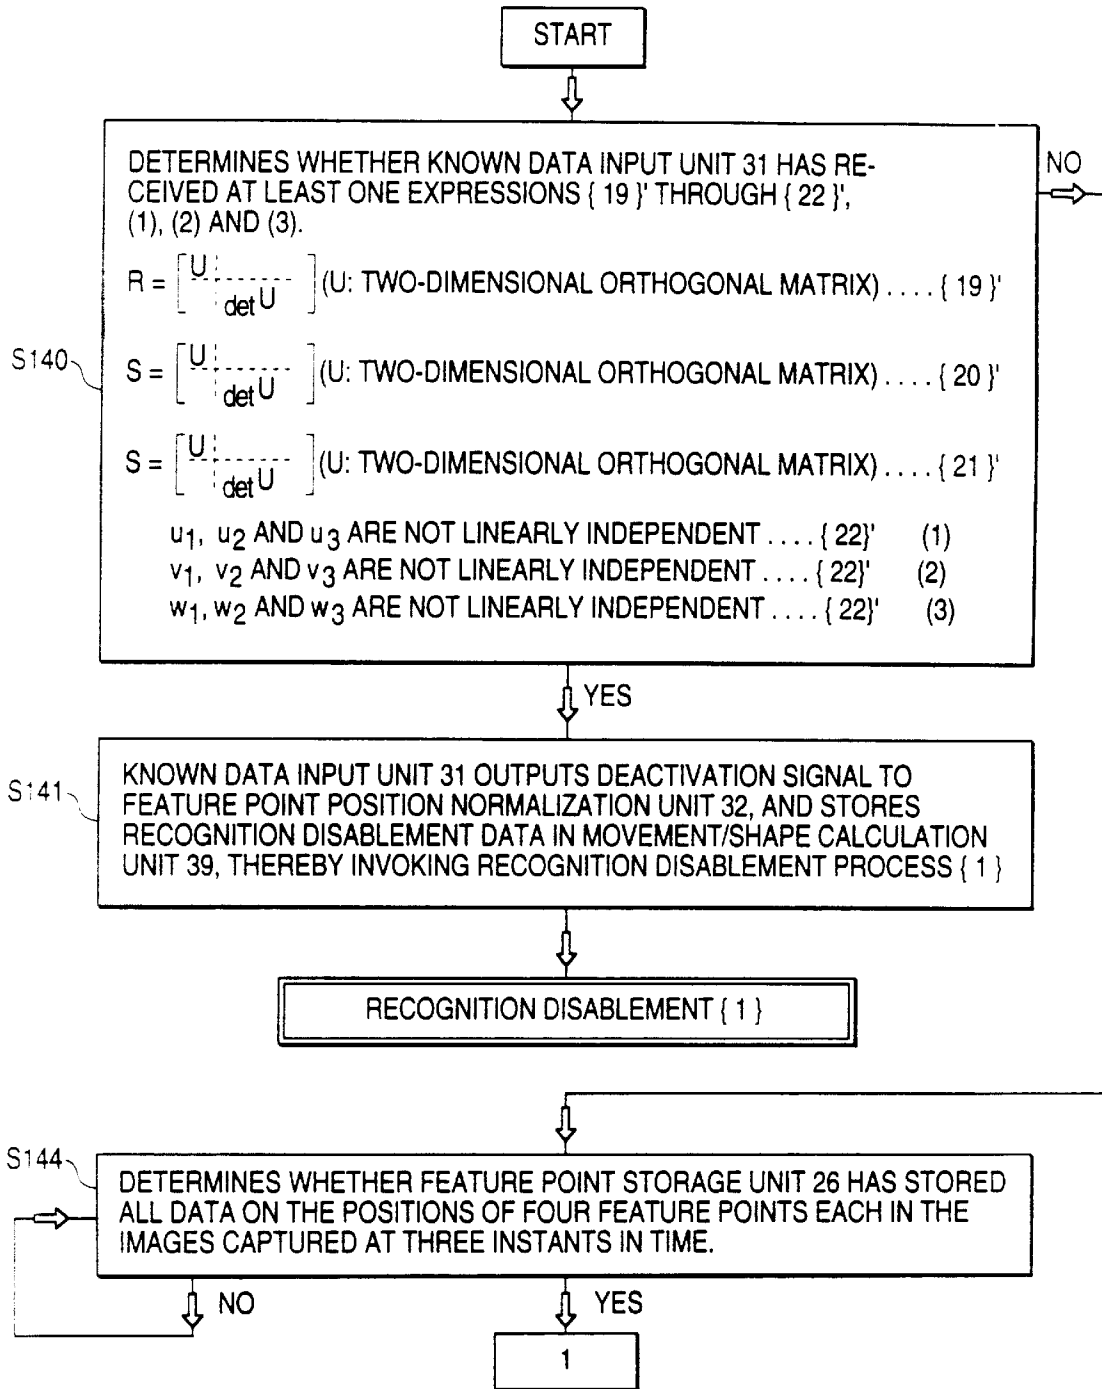 START
DETERMINES WHETHER KNOWN DATA INPUT UNIT 31 HAS RE-
CEIVED AT LEAST ONE EXPRESSIONS { 19 }' THROUGH { 22 }',
(1), (2) AND (3).
NO
R = [ U det U ] (U: TWO-DIMENSIONAL ORTHOGONAL MATRIX) .... { 19 }'
S140
S = [ U det U ] (U: TWO-DIMENSIONAL ORTHOGONAL MATRIX) .... { 20 }'
S = [ U det U ] (U: TWO-DIMENSIONAL ORTHOGONAL MATRIX) .... { 21 }'
u1, u2 AND u3 ARE NOT LINEARLY INDEPENDENT .... { 22}' (1)
v1, v2 AND v3 ARE NOT LINEARLY INDEPENDENT .... { 22}' (2)
w1, w2 AND w3 ARE NOT LINEARLY INDEPENDENT .... { 22}' (3)
YES
S141
KNOWN DATA INPUT UNIT 31 OUTPUTS DEACTIVATION SIGNAL TO
FEATURE POINT POSITION NORMALIZATION UNIT 32, AND STORES
RECOGNITION DISABLEMENT DATA IN MOVEMENT/SHAPE CALCULATION
UNIT 39, THEREBY INVOKING RECOGNITION DISABLEMENT PROCESS { 1 }
RECOGNITION DISABLEMENT { 1 }
S144
DETERMINES WHETHER FEATURE POINT STORAGE UNIT 26 HAS STORED
ALL DATA ON THE POSITIONS OF FOUR FEATURE POINTS EACH IN THE
IMAGES CAPTURED AT THREE INSTANTS IN TIME.
NO
YES
1